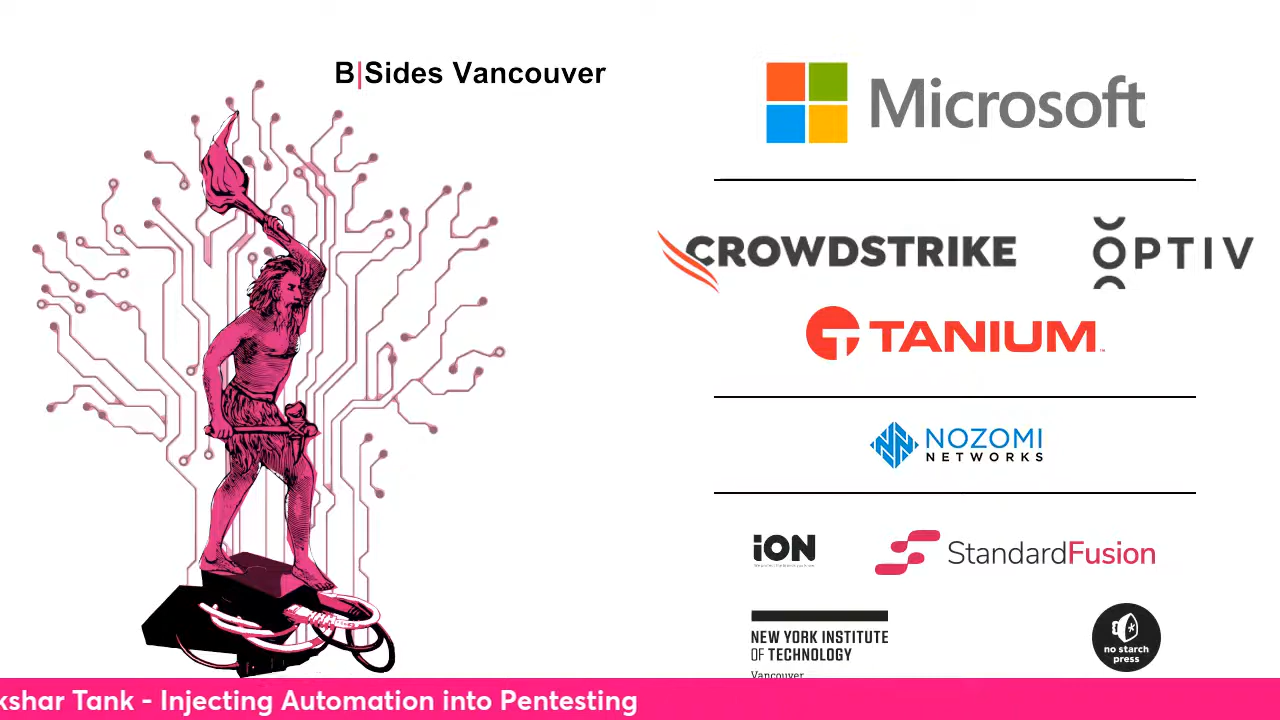 B|Sides Vancouver
Microsoft
CROWDSTRIKE
OPTIV
TANIUM
NOZOMI
NETWORKS
iON
StandardFusion
NEW YORK INSTITUTE
OF TECHNOLOGY
Vancouver
no starch
press
kshar Tank - Injecting Automation into Pentesting